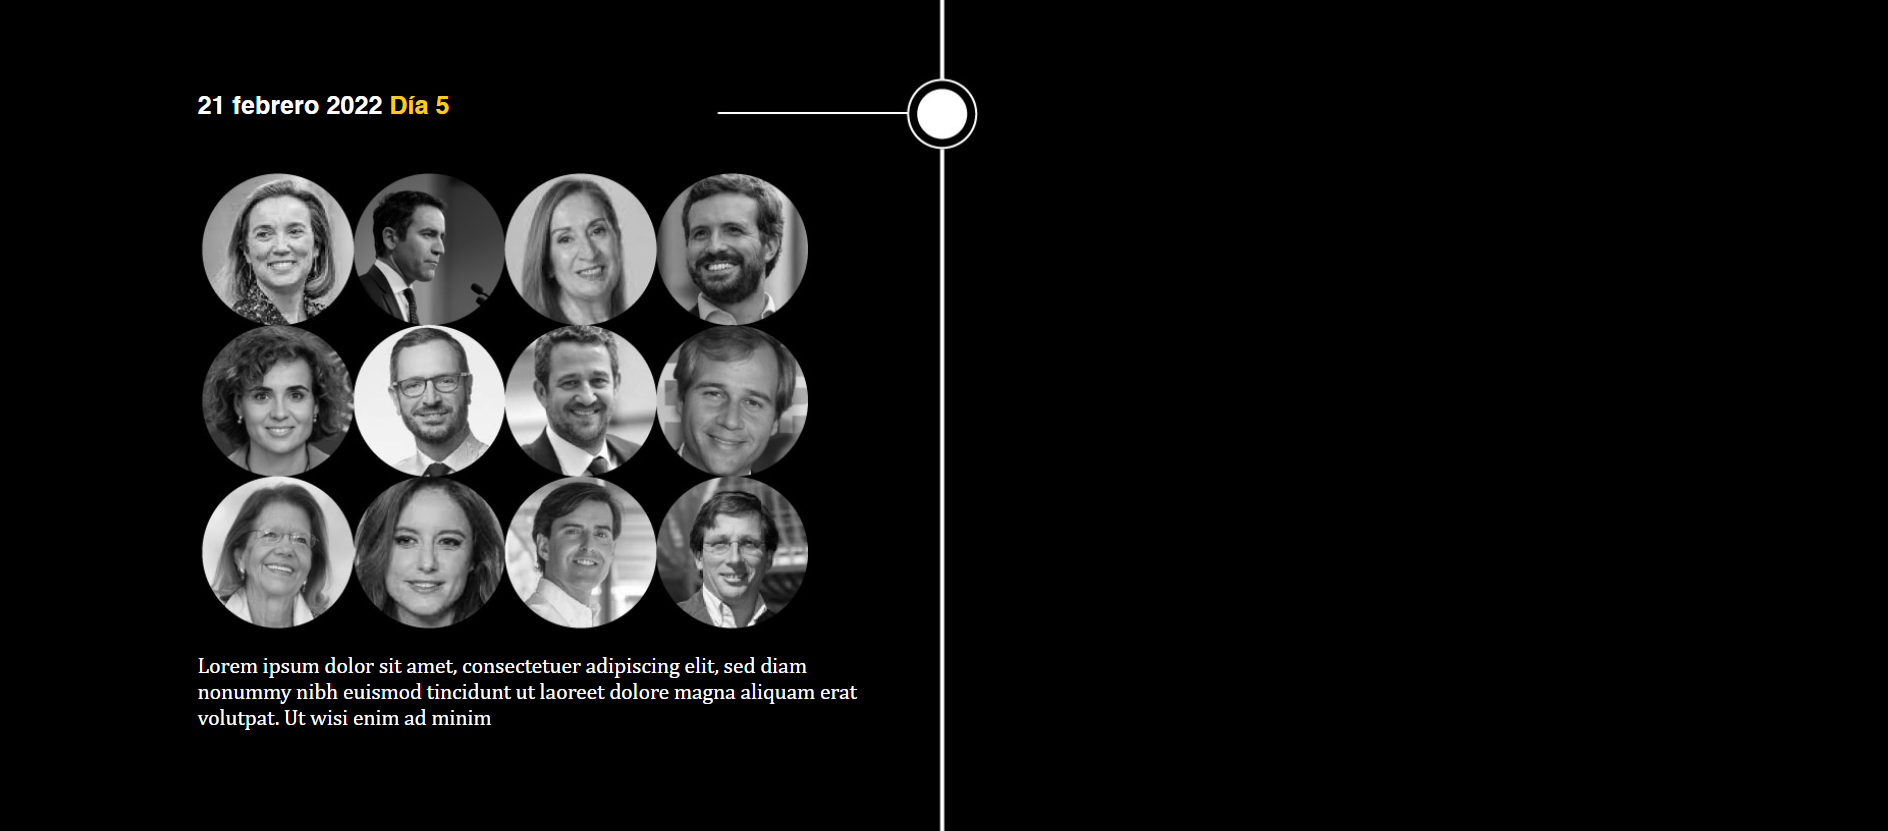 21 febrero 2022 Día 5
Lorem ipsum dolor sit amet, consectetuer adipiscing elit, sed diam
nonummy nibh euismod tincidunt ut laoreet dolore magna aliquam erat
volutpat. Ut wisi enim ad minim